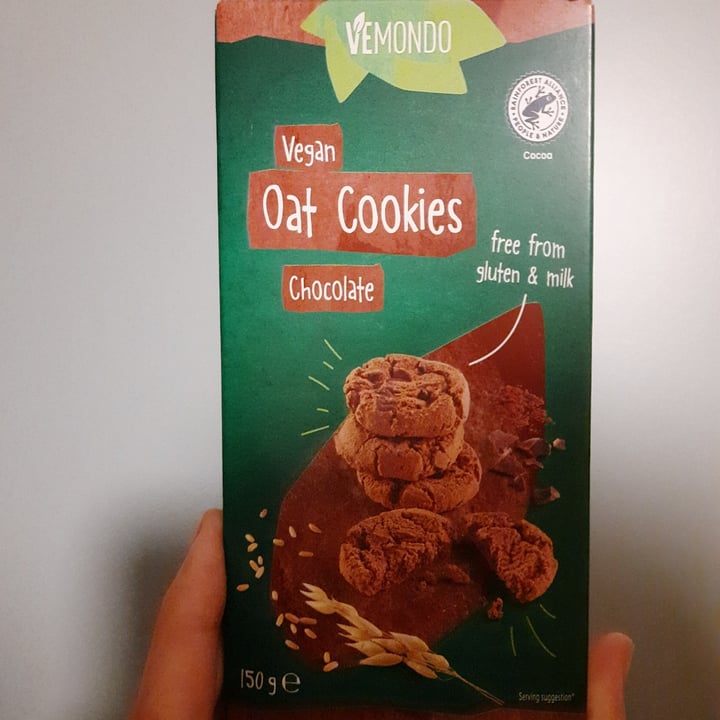 VEMONDO
RAINFOREST ALLIANCE
PEOPLE & NATURE
Cocoa
Vegan
Oat Cookies
Chocolate
free from
gluten & milk
150 g e
Serving suggestion*